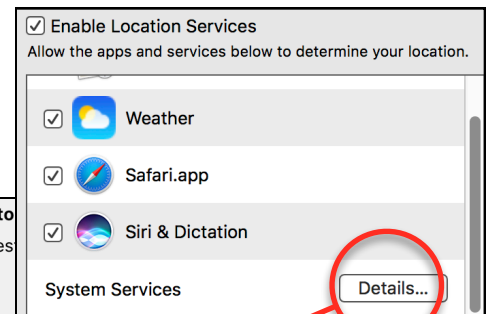 Enable Location Services
Allow the apps and services below to determine your location.
Weather
Safari.app
to
Siri & Dictation
System Services
Details...